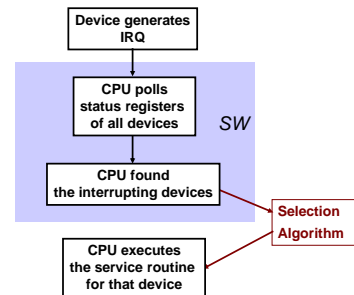 Device generates
IRQ
CPU polls
status registers
of all devices
SW
CPU found
the interrupting devices
Selection
Algorithm
CPU executes
the service routine
for that device